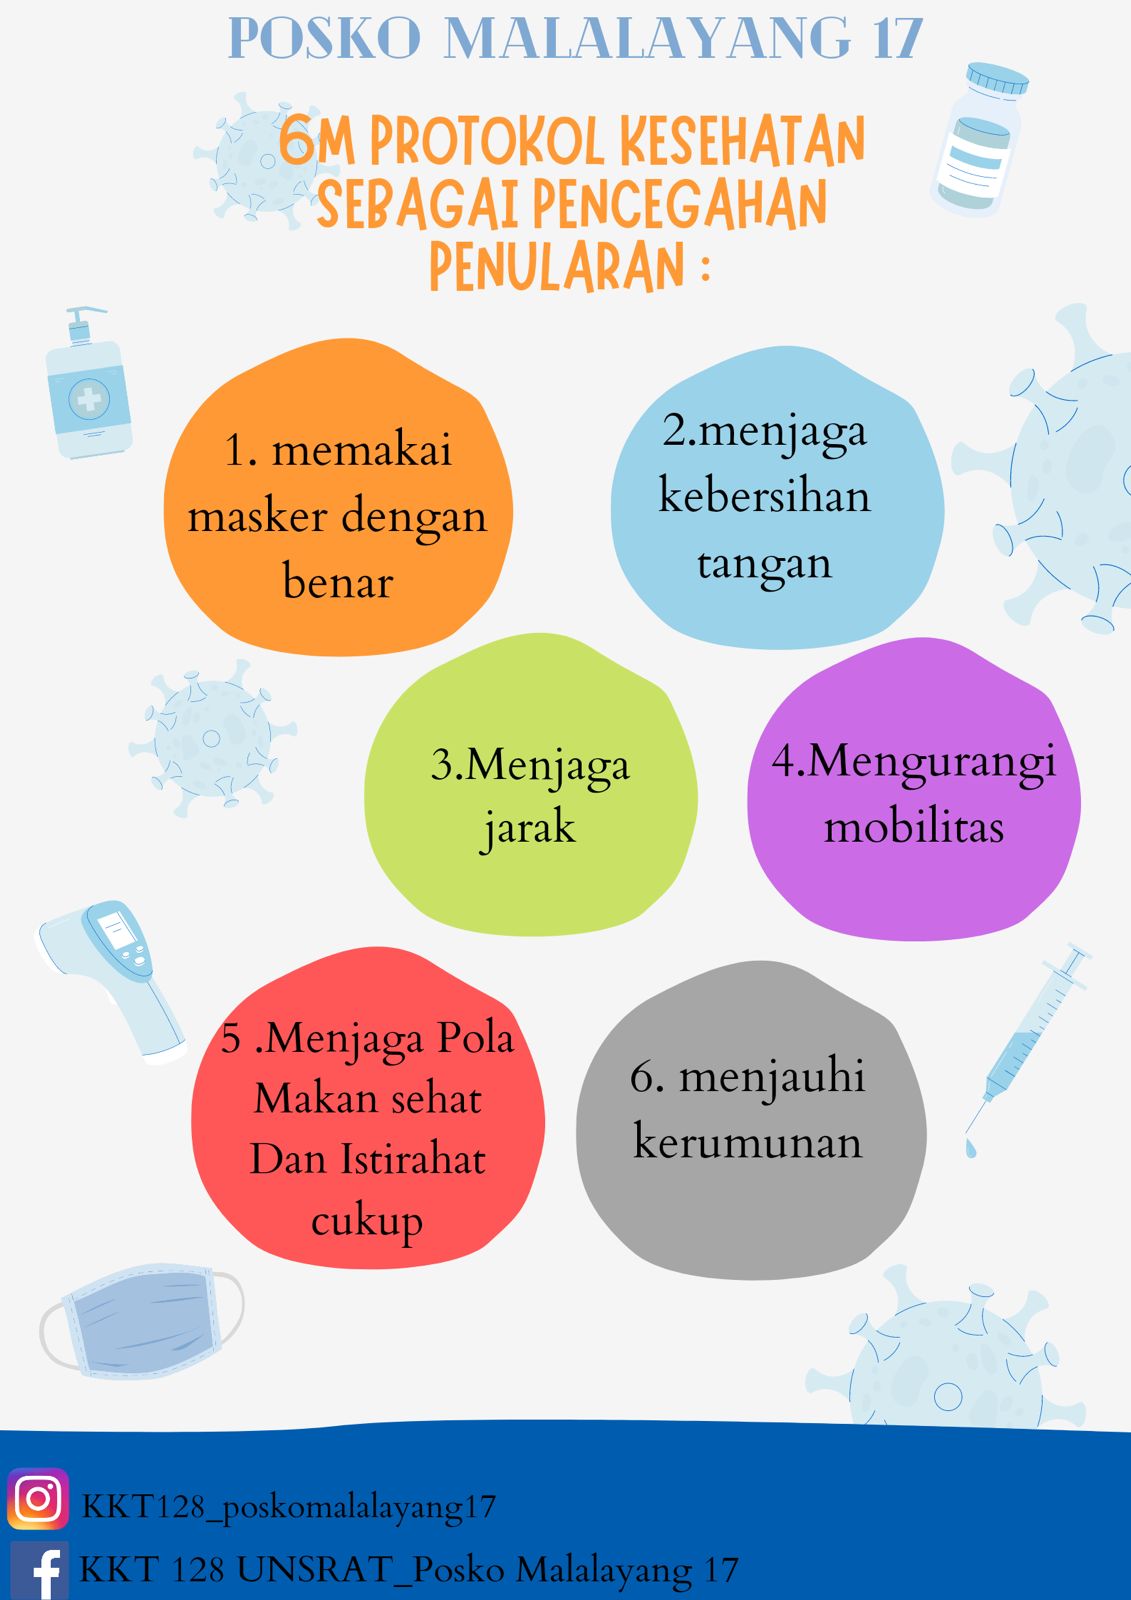 POSKO MALALAYANG 17
6M PROTOKOL KESEHATAN
SEBAGAI PENCEGAHAN
PENULARAN :
1. memakai
masker dengan
benar
2.menjaga
kebersihan
tangan
3.Menjaga
jarak
4.Mengurangi
mobilitas
5 .Menjaga Pola
Makan sehat
Dan Istirahat
cukup
6. menjauhi
kerumunan
KKT128_poskomalalayang17
KKT 128 UNSRAT_Posko Malalayang 17